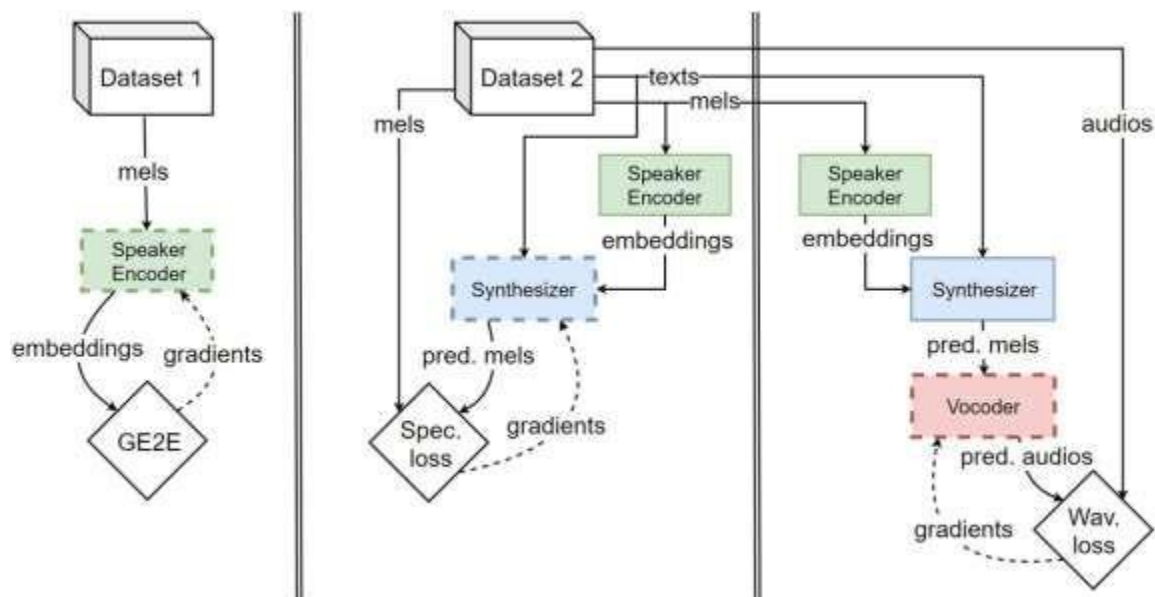 Dataset 1
mels
Speaker
Encoder
embeddings
gradients
GE2E
Dataset 2
texts
mels
mels
Speaker
Encoder
embeddings
Synthesizer
pred. mels
gradients
Spec.
loss
audios
Speaker
Encoder
embeddings
Synthesizer
pred. mels
Vocoder
pred. audios
gradients
Wav.
loss